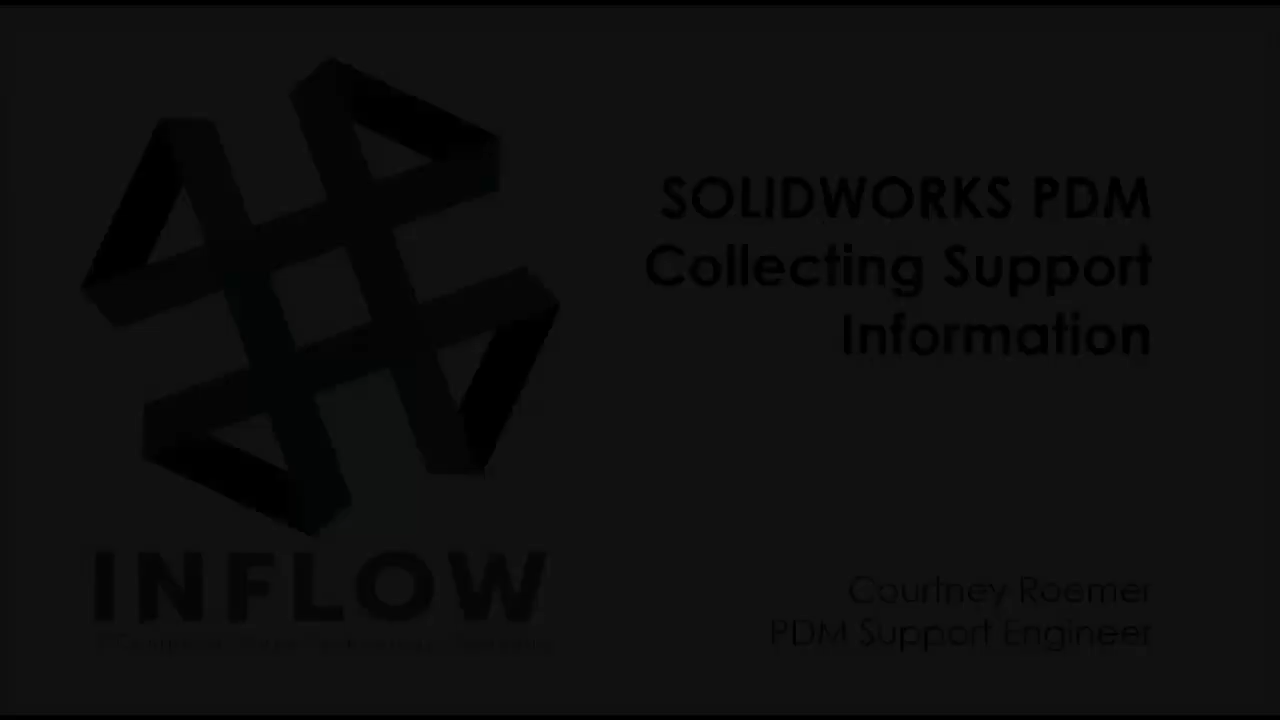 SOLIDWORKS PDM
Collecting Support
Information
INFLOW
Courtney Roemer
PDM Support Engineer